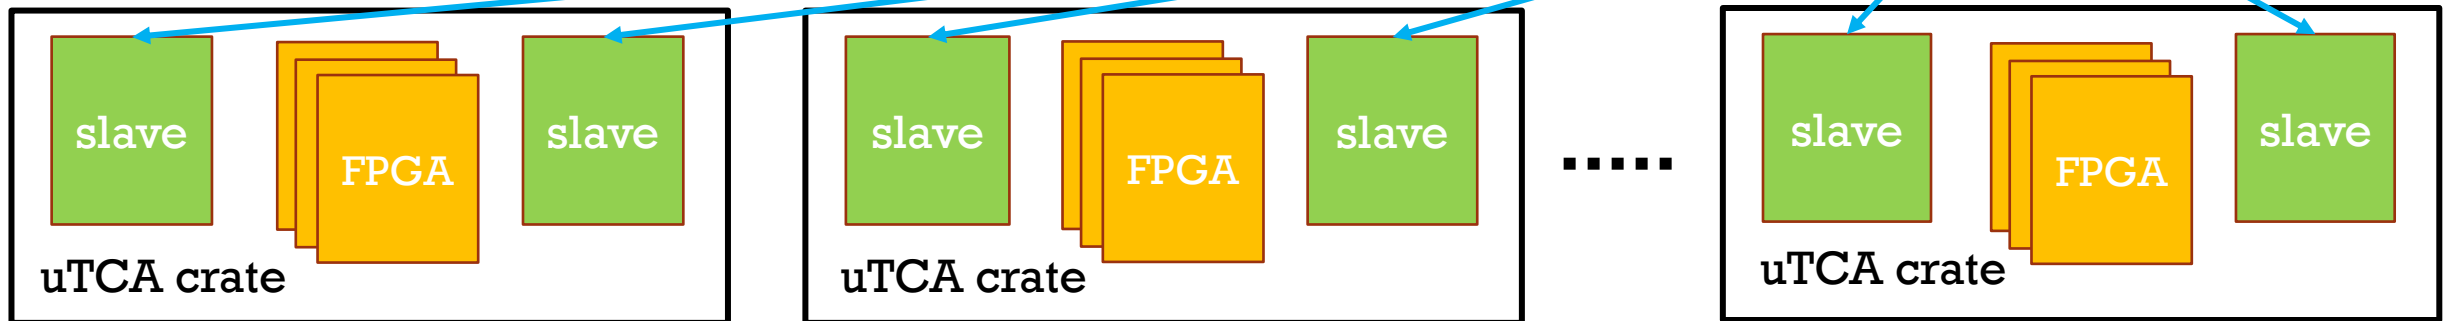 slave
FPGA
slave
uTCA crate
slave
FPGA
slave
uTCA crate
......
slave
FPGA
slave
uTCA crate